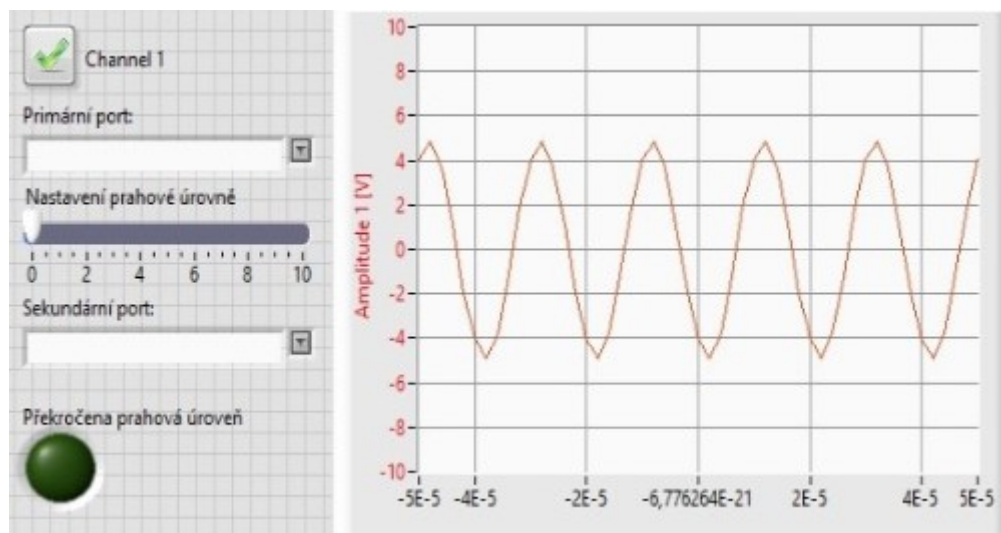 Channel 1
Primární port:
Nastavení prahové úrovně
0 2 4 6 8 10
Sekundární port:
Překročena prahová úroveň
Amplitude 1 [V]
10
8
6
4
2
0
-2
-4
-6
-8
-10
-5E-5 -4E-5 -2E-5 -6,776264E-21 2E-5 4E-5 5E-5